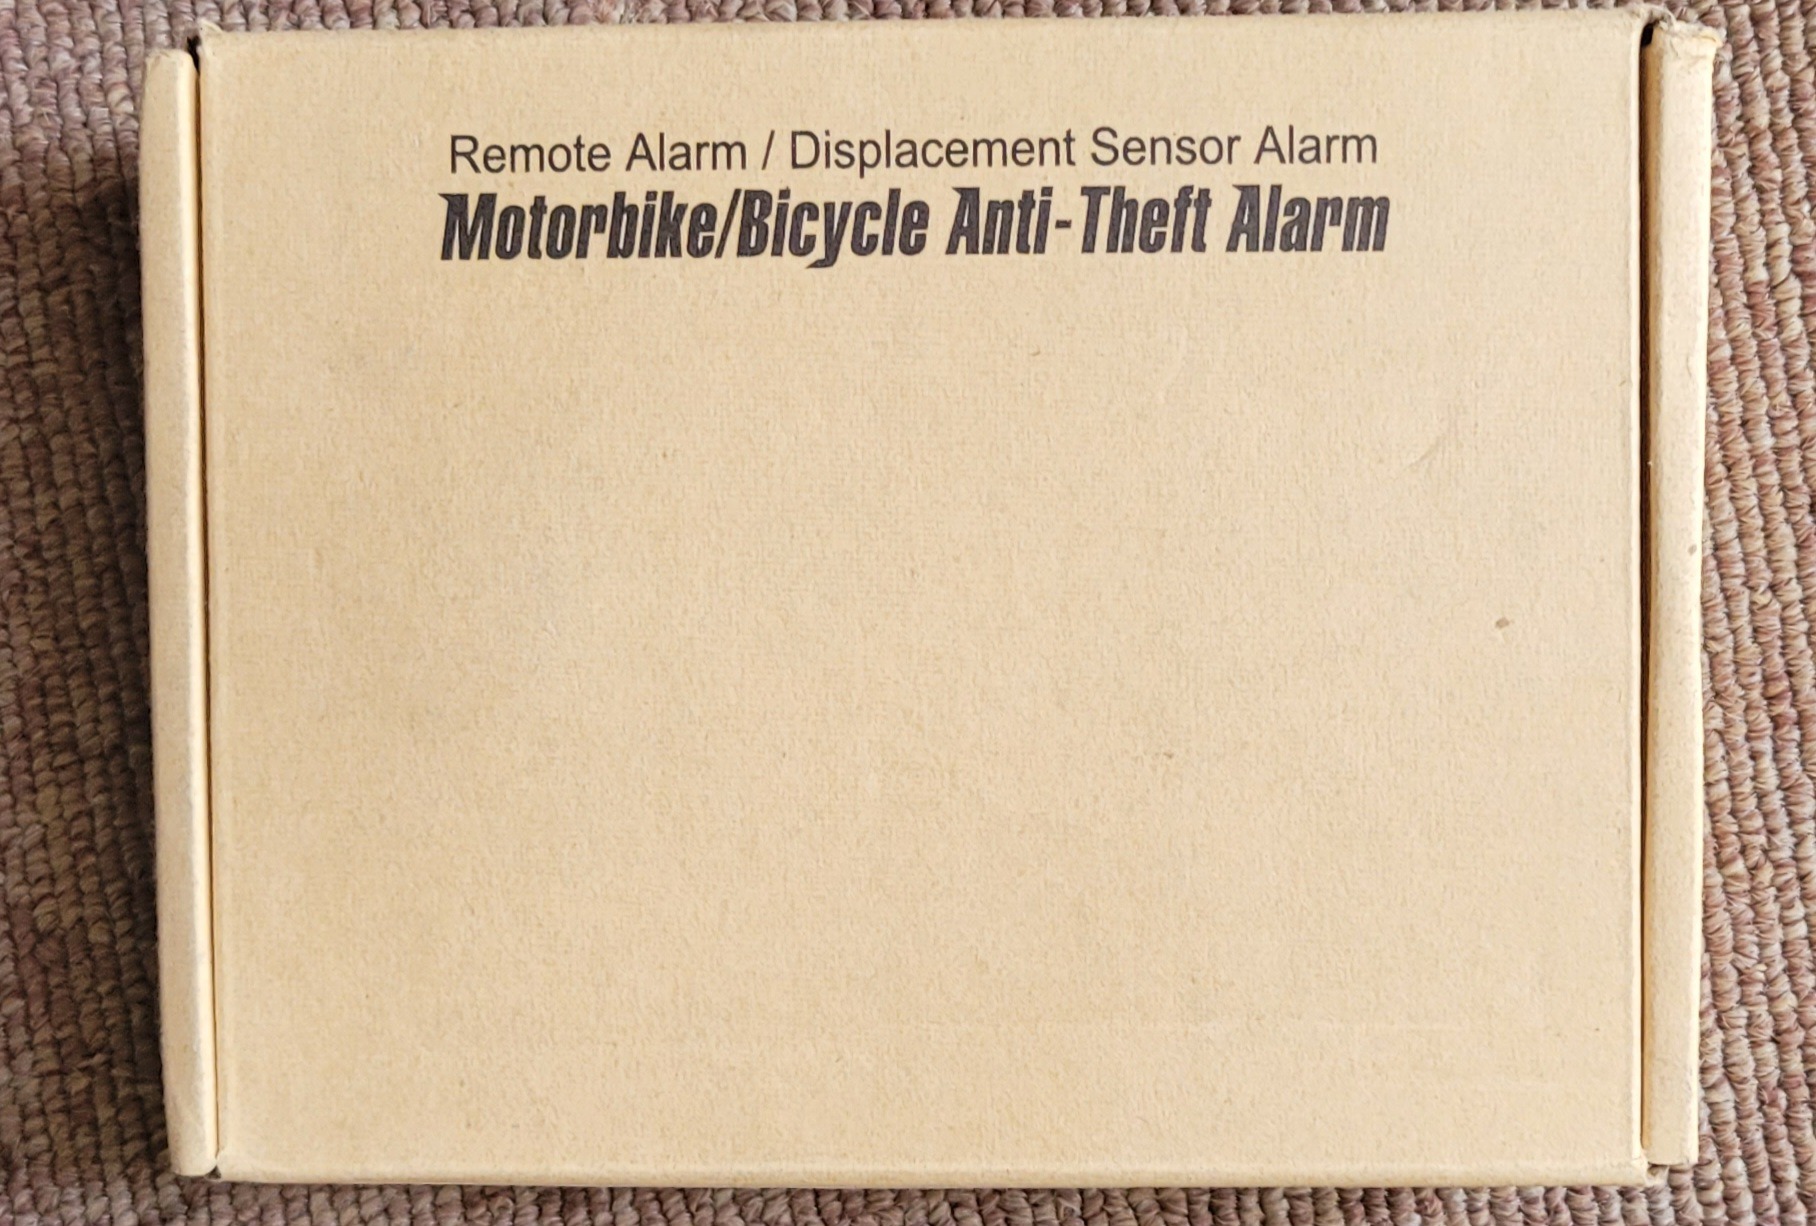 Remote Alarm / Displacement Sensor Alarm
Motorbike/Bicycle Anti-Theft Alarm